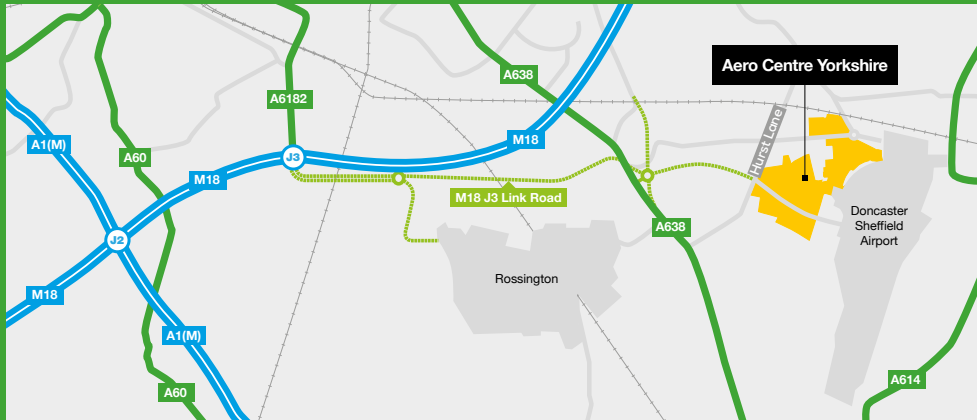 Aero Centre Yorkshire
A638
A6182
Hurst Lane
M18
A1(M)
A60
J3
M18
M18 J3 Link Road
Doncaster
Sheffield
Airport
A638
J2
Rossington
M18
A1(M)
A614
A60